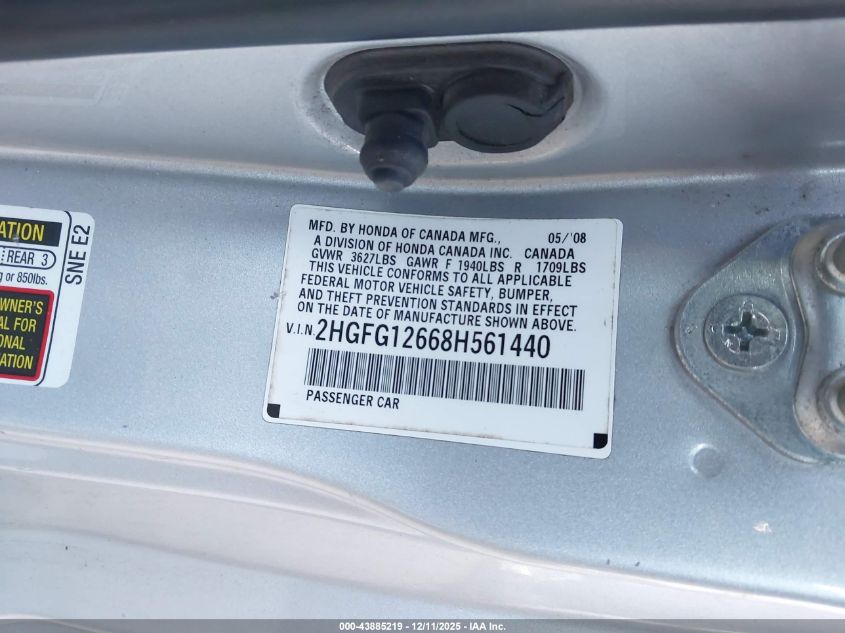 ATION
REAR 3
g or 850lbs.
SNE E2
OWNER'S
AL FOR
ONAL
ATION
MFD. BY HONDA OF CANADA MFG., 05/'08
A DIVISION OF HONDA CANADA INC. CANADA
GVWR 3627LBS GAWR F 1940LBS R 1709LBS
THIS VEHICLE CONFORMS TO ALL APPLICABLE
FEDERAL MOTOR VEHICLE SAFETY, BUMPER,
AND THEFT PREVENTION STANDARDS IN EFFECT
ON THE DATE OF MANUFACTURE SHOWN ABOVE.
V.I.N. 2HGFG12668H561440
PASSENGER CAR
000-43885219 - 12/11/2025 - IAA Inc.